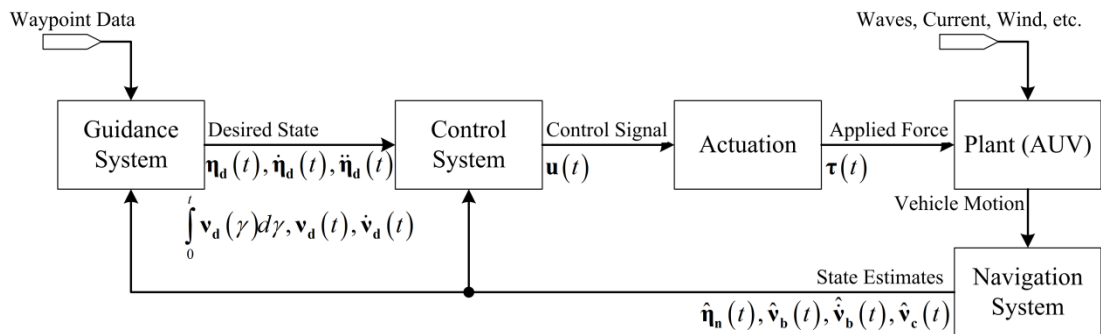 Waypoint Data
Waves, Current, Wind, etc.
Guidance
System
Desired State
𝛈_d(t), 𝛈̇_d(t), 𝛈̈_d(t)
∫₀ᵗ 𝛎_d(γ)dγ, 𝛎_d(t), 𝛎̇_d(t)
Control
System
Control Signal
𝐮(t)
Actuation
Applied Force
𝛕(t)
Plant (AUV)
Vehicle Motion
Navigation
System
State Estimates
𝛈̂_n(t), 𝛎̂_b(t), 𝛎̇̂_b(t), 𝛎̂_c(t)